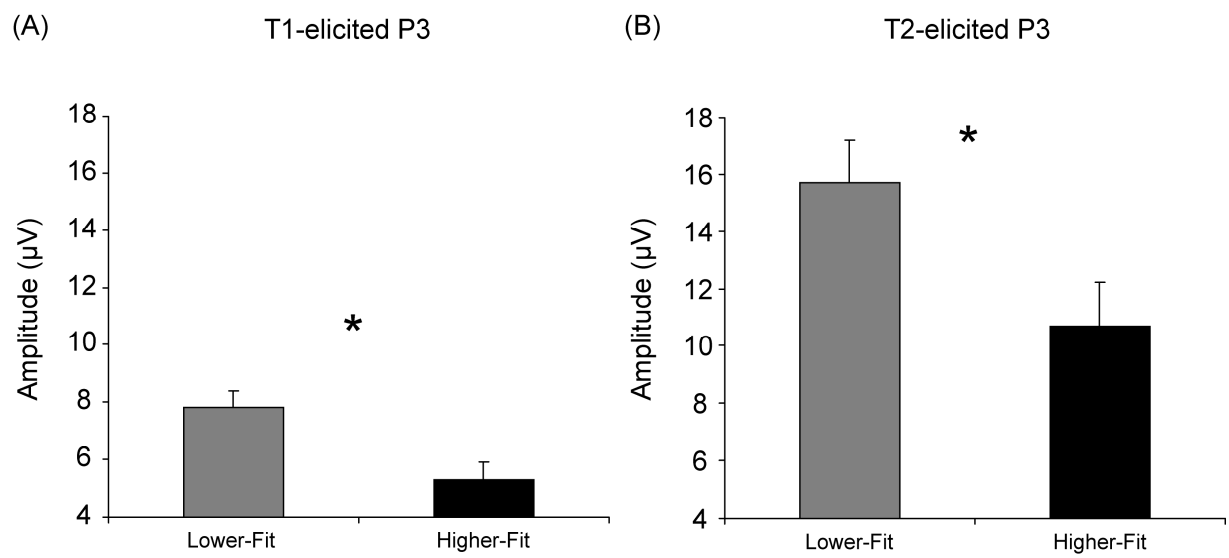 (A)
T1-elicited P3
Amplitude (µV)
18
16
14
12
10
8
6
4
*
Lower-Fit
Higher-Fit
(B)
T2-elicited P3
Amplitude (µV)
18
16
14
12
10
8
6
4
*
Lower-Fit
Higher-Fit